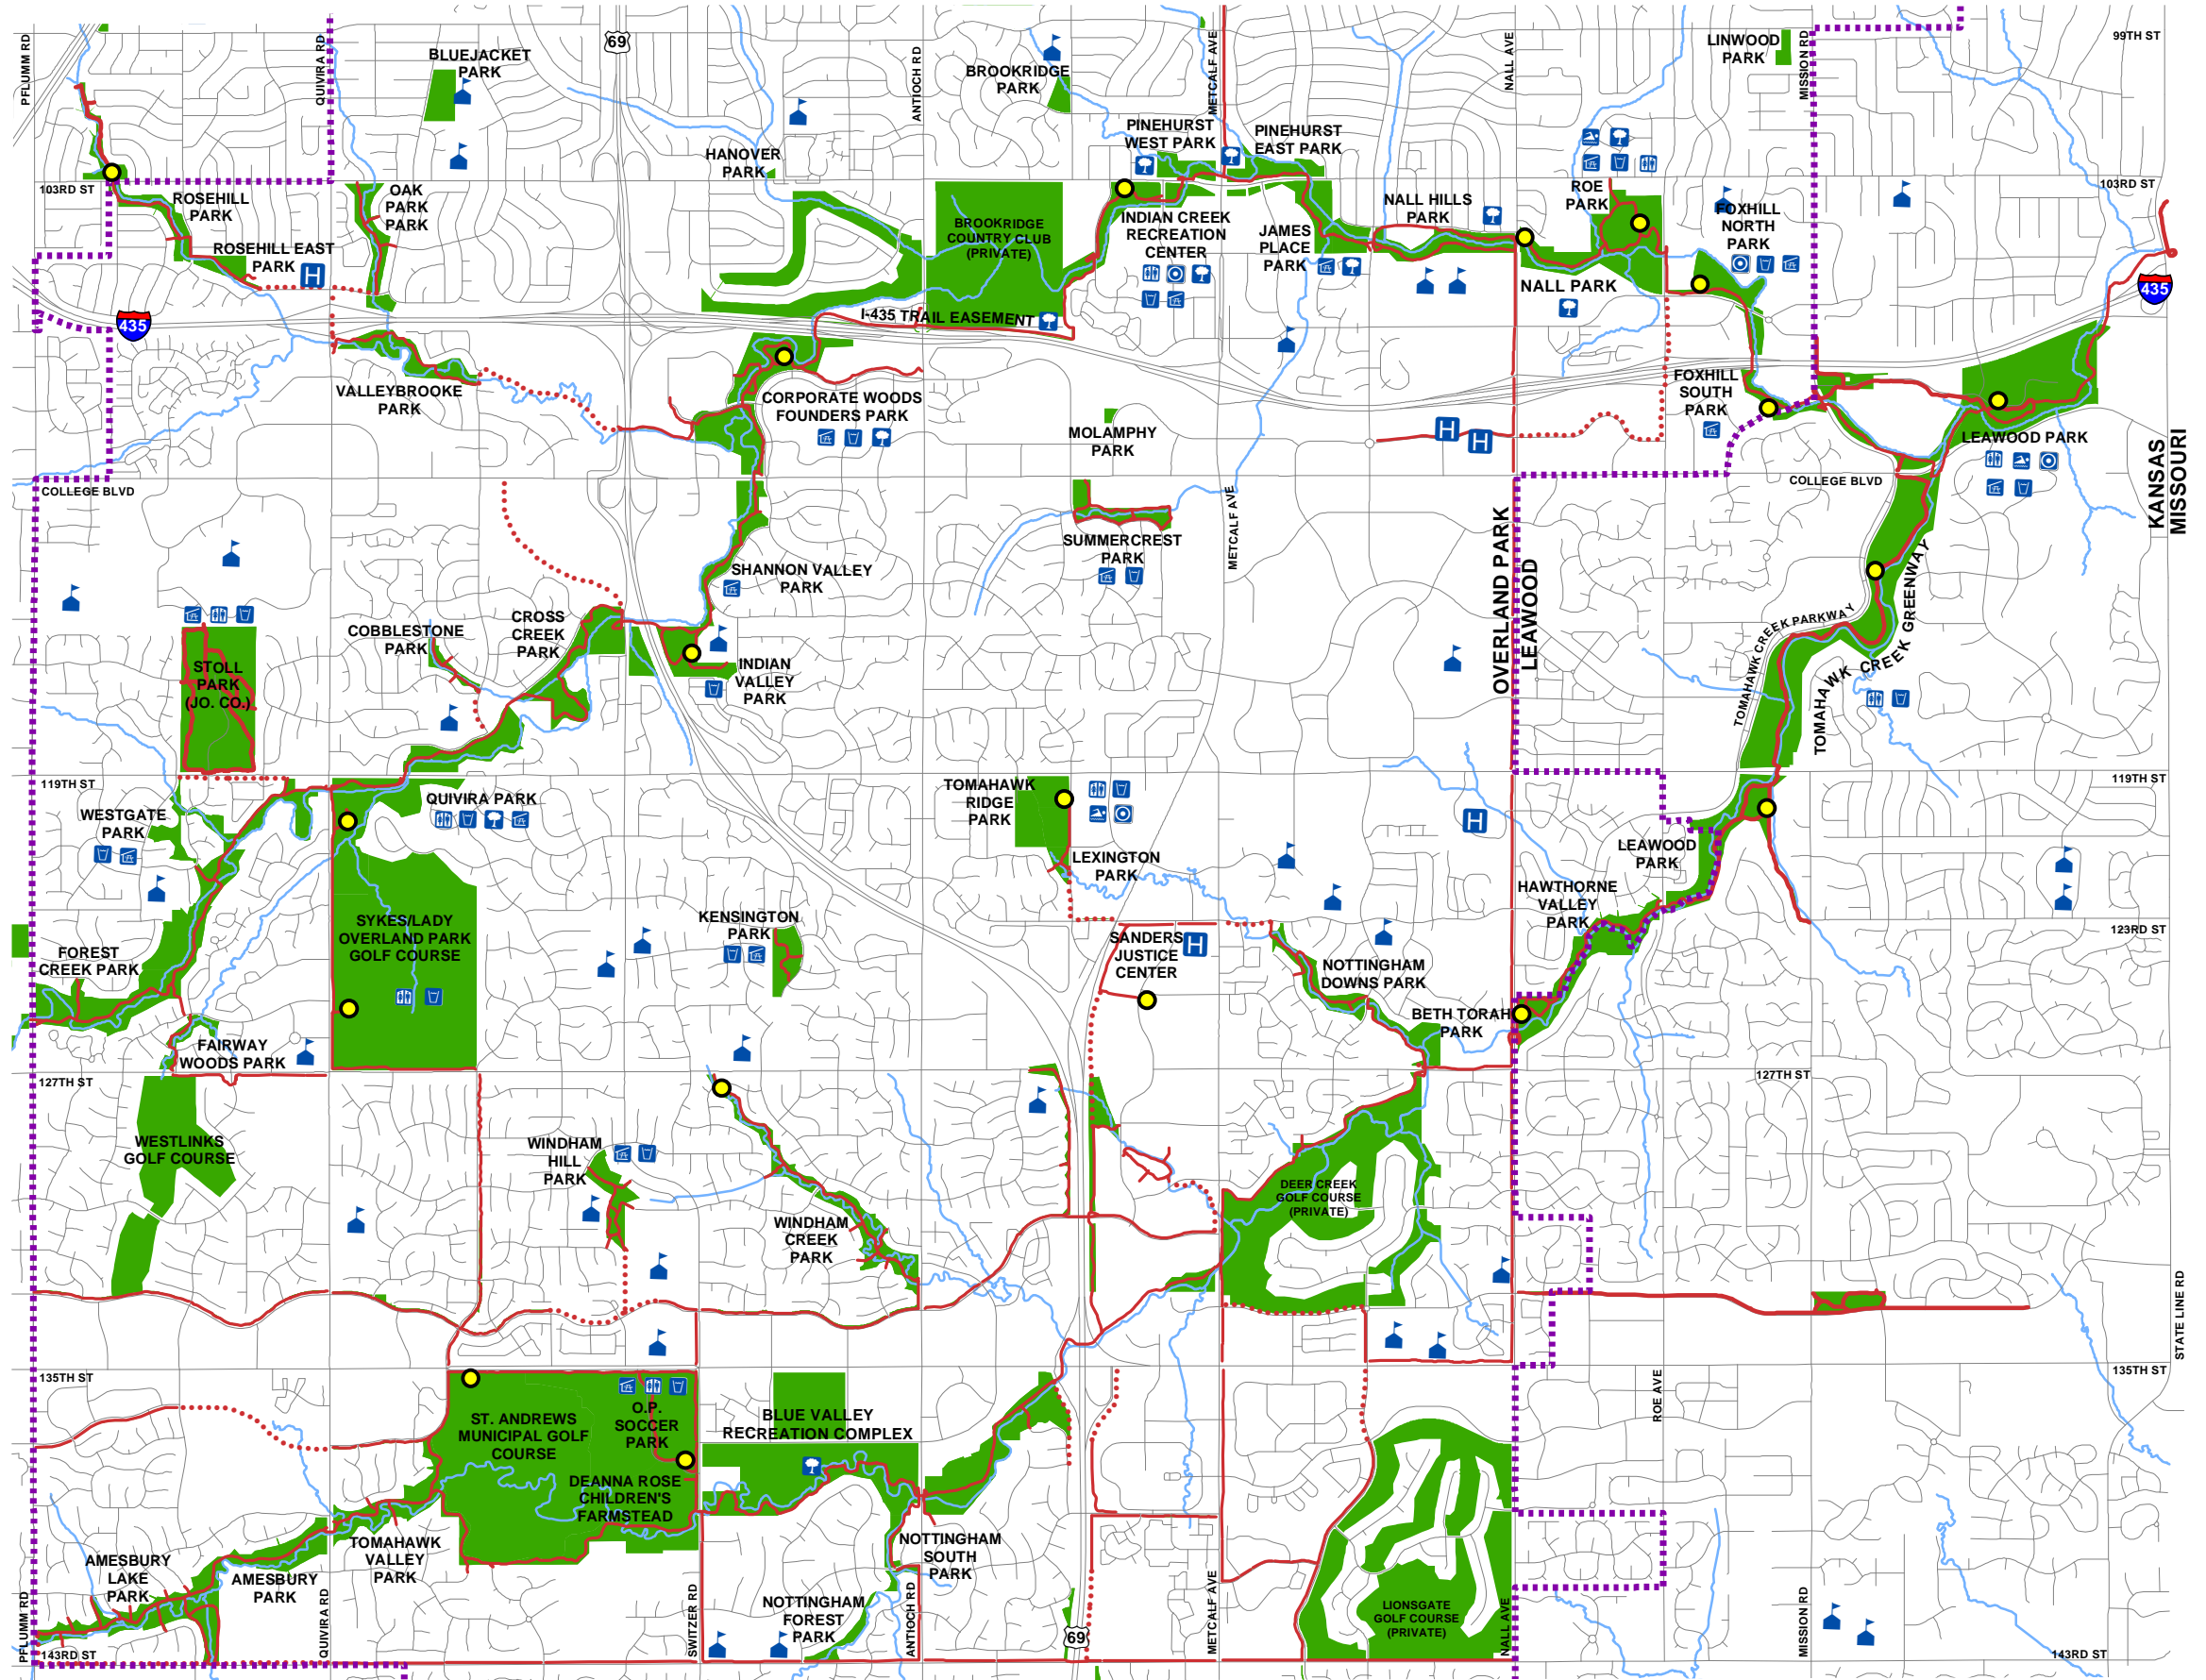 PFLUMM RD
QUIVIRA RD
69
ANTIOCH RD
METCALF AVE
NALL AVE
MISSION RD
99TH ST
BLUEJACKET
PARK
BROOKRIDGE
PARK
LINWOOD
PARK
HANOVER
PARK
PINEHURST
WEST PARK
PINEHURST
EAST PARK
103RD ST
103RD ST
ROSEHILL
PARK
OAK
PARK
PARK
ROSEHILL EAST
PARK
H
BROOKRIDGE
COUNTRY CLUB
(PRIVATE)
INDIAN CREEK
RECREATION
CENTER
JAMES
PLACE
PARK
NALL HILLS
PARK
ROE
PARK
FOXHILL
NORTH
PARK
NALL PARK
435
435
I-435 TRAIL EASEMENT
VALLEYBROOKE
PARK
CORPORATE WOODS
FOUNDERS PARK
MOLAMPHY
PARK
H
H
FOXHILL
SOUTH
PARK
LEAWOOD PARK
KANSAS
MISSOURI
COLLEGE BLVD
COLLEGE BLVD
METCALF AVE
SUMMERCREST
PARK
SHANNON VALLEY
PARK
OVERLAND PARK
LEAWOOD
TOMAHAWK CREEK PARKWAY
TOMAHAWK CREEK GREENWAY
COBBLESTONE
PARK
CROSS
CREEK
PARK
INDIAN
VALLEY
PARK
STOLL
PARK
(JO. CO.)
119TH ST
119TH ST
WESTGATE
PARK
QUIVIRA PARK
TOMAHAWK
RIDGE
PARK
LEXINGTON
PARK
H
LEAWOOD
PARK
HAWTHORNE
VALLEY
PARK
SYKES/LADY
OVERLAND PARK
GOLF COURSE
KENSINGTON
PARK
SANDERS
JUSTICE
CENTER
H
123RD ST
FOREST
CREEK PARK
NOTTINGHAM
DOWNS PARK
BETH TORAH
PARK
FAIRWAY
WOODS PARK
127TH ST
127TH ST
WESTLINKS
GOLF COURSE
WINDHAM
HILL
PARK
WINDHAM
CREEK
PARK
DEER CREEK
GOLF COURSE
(PRIVATE)
STATE LINE RD
135TH ST
135TH ST
ROE AVE
ST. ANDREWS
MUNICIPAL GOLF
COURSE
O.P.
SOCCER
PARK
BLUE VALLEY
RECREATION COMPLEX
DEANNA ROSE
CHILDREN'S
FARMSTEAD
TOMAHAWK
VALLEY
PARK
AMESBURY
LAKE
PARK
AMESBURY
PARK
NOTTINGHAM
SOUTH
PARK
NOTTINGHAM
FOREST
PARK
LIONSGATE
GOLF COURSE
(PRIVATE)
PFLUMM RD
QUIVIRA RD
SWITZER RD
ANTIOCH RD
69
METCALF AVE
NALL AVE
MISSION RD
143RD ST
143RD ST